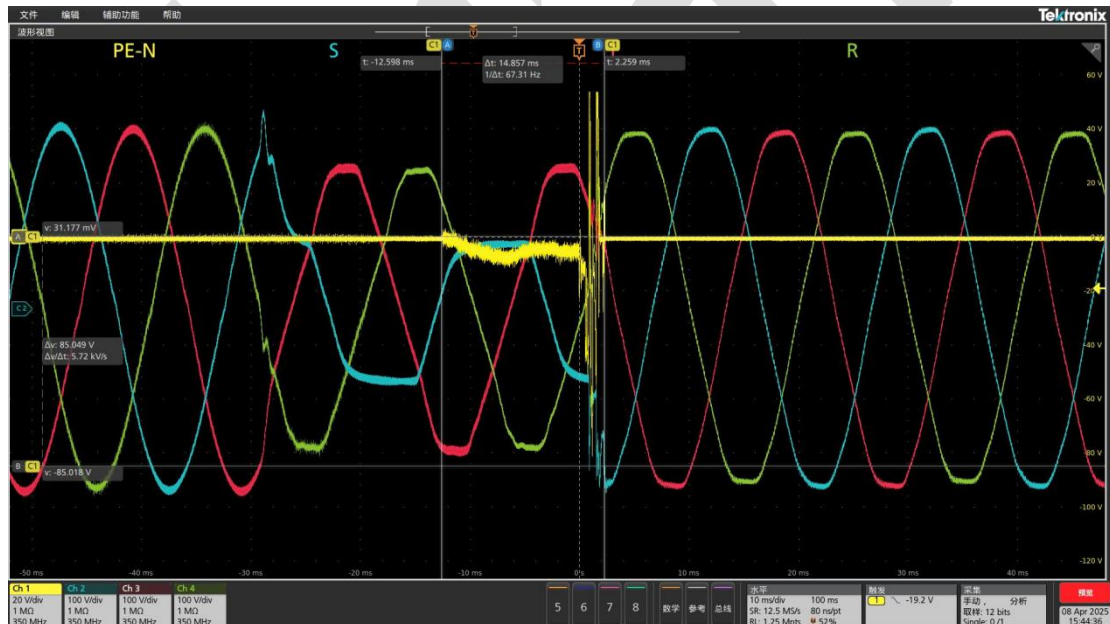 文件 编辑 辅助功能 帮助
Tektronix
波形视图
PE-N S R
C1 A T B C1
t: -12.598 ms
Δt: 14.857 ms
1/Δt: 67.31 Hz
t: 2.259 ms
60 V
40 V
20 V
A C1
v: 31.177 mV
-20
C2
Δv: 85.049 V
Δv/Δt: 5.72 kV/s
-40 V
-60 V
-80 V
B C1
v: -85.018 V
-100 V
-120 V
-50 ms -40 ms -30 ms -20 ms -10 ms 0 s 10 ms 20 ms 30 ms 40 ms
Ch 1
20 V/div
1 MΩ
350 MHz
Ch 2
100 V/div
1 MΩ
350 MHz
Ch 3
100 V/div
1 MΩ
350 MHz
Ch 4
100 V/div
1 MΩ
350 MHz
5 6 7 8 数学 参考 总线
水平
10 ms/div 100 ms
SR: 12.5 MS/s 80 ns/pt
RL: 1.25 Mpts 52%
触发
1 -19.2 V
采集
手动, 分析
取样: 12 bits
Single: 0/1
预览
08 Apr 2025
15:44:36